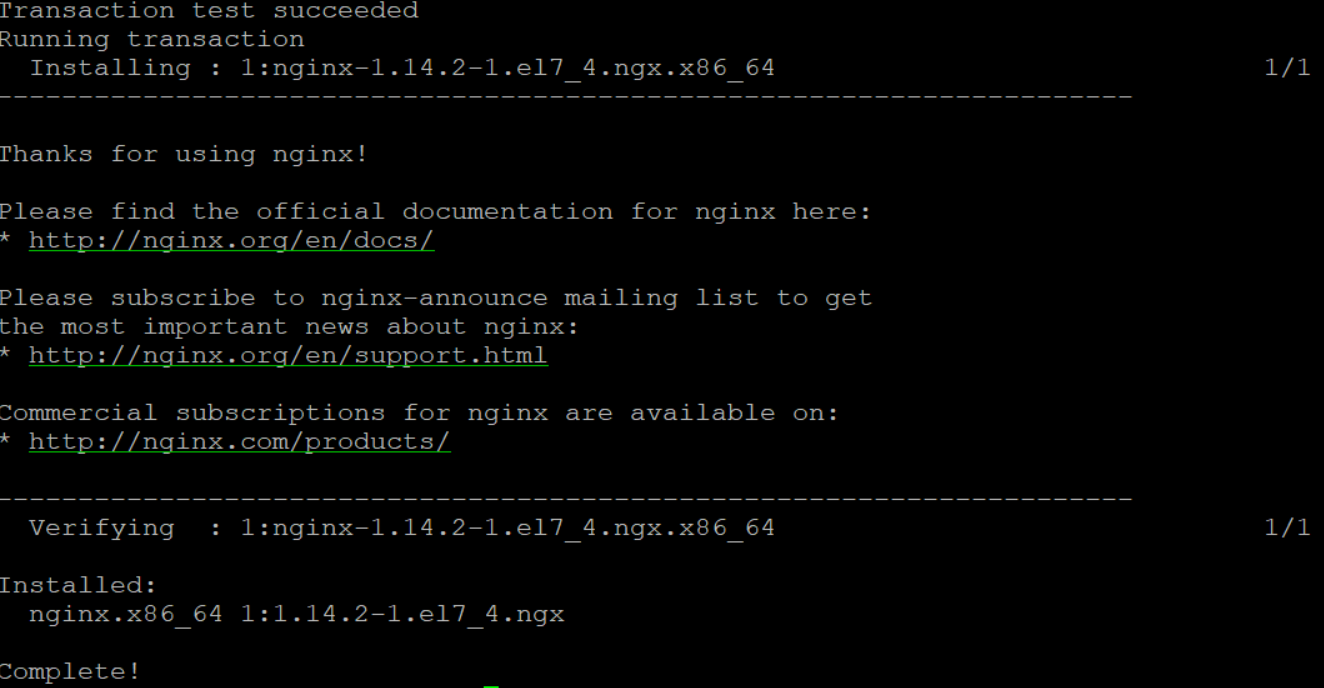 Transaction test succeeded
Running transaction
  Installing : 1:nginx-1.14.2-1.el7_4.ngx.x86_64 1/1
----------------------------------------------------------------------
Thanks for using nginx!
Please find the official documentation for nginx here:
* http://nginx.org/en/docs/
Please subscribe to nginx-announce mailing list to get
the most important news about nginx:
* http://nginx.org/en/support.html
Commercial subscriptions for nginx are available on:
* http://nginx.com/products/
----------------------------------------------------------------------
  Verifying  : 1:nginx-1.14.2-1.el7_4.ngx.x86_64 1/1
Installed:
  nginx.x86_64 1:1.14.2-1.el7_4.ngx
Complete!